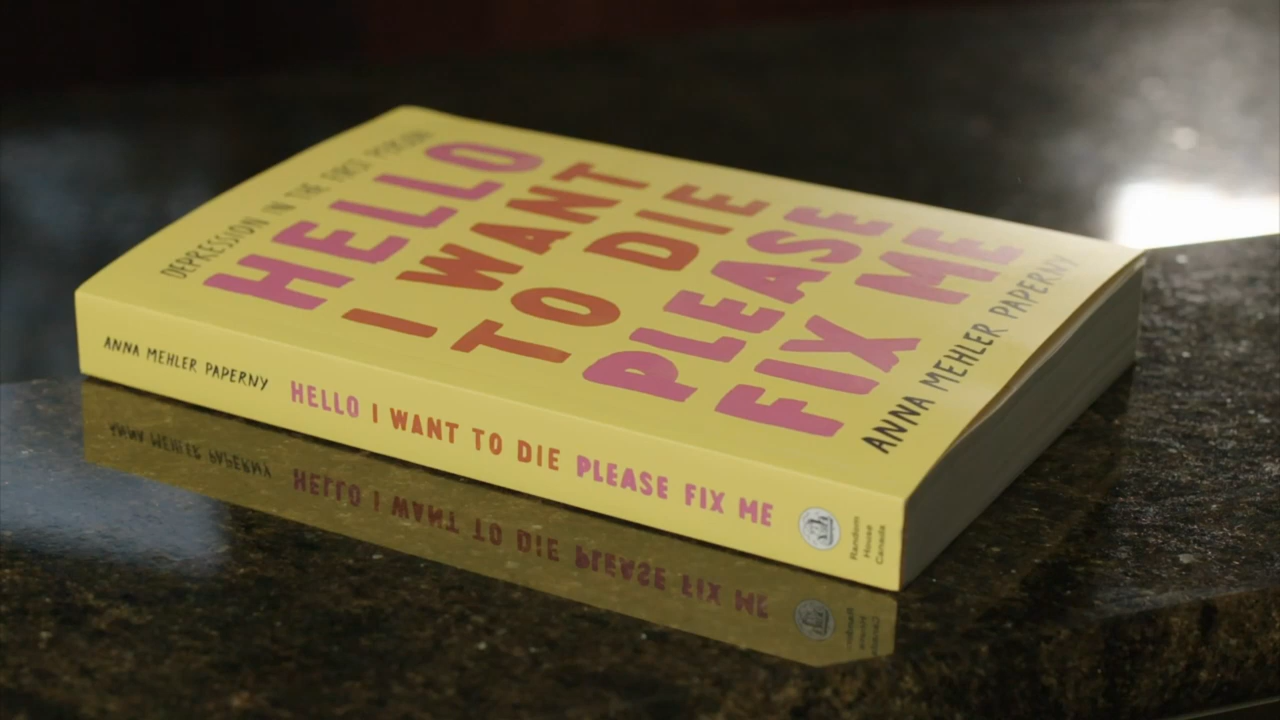 DEPRESSION IN THE FIRST PERSON
HELLO
I WANT
TO DIE
PLEASE
FIX ME
ANNA MEHLER PAPERNY
ANNA MEHLER PAPERNY HELLO I WANT TO DIE PLEASE FIX ME
Random
House
Canada